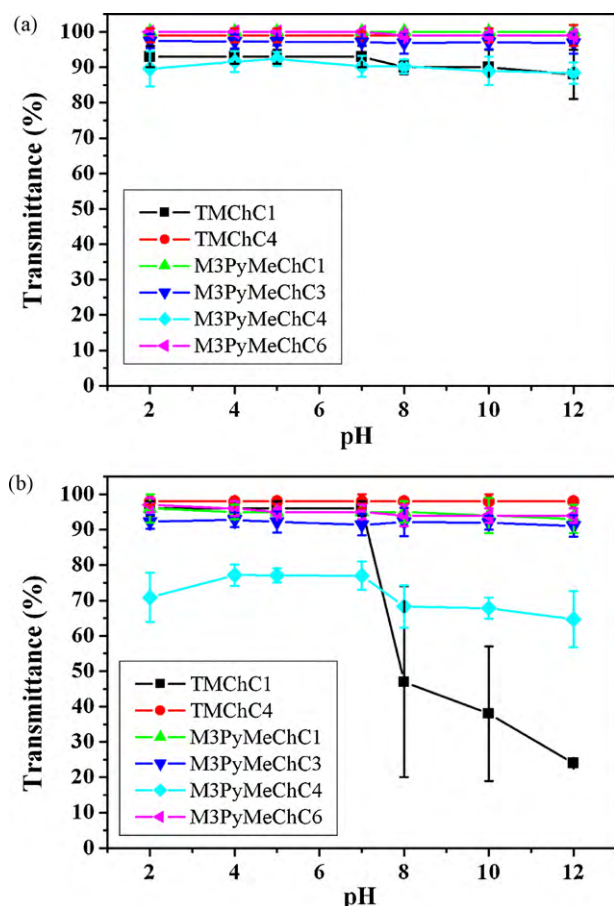 (a)
100
90
80
70
60
50
40
30
20
10
0
Transmittance (%)
TMChC1
TMChC4
M3PyMeChC1
M3PyMeChC3
M3PyMeChC4
M3PyMeChC6
2 4 6 8 10 12
pH
(b)
100
90
80
70
60
50
40
30
20
10
0
Transmittance (%)
TMChC1
TMChC4
M3PyMeChC1
M3PyMeChC3
M3PyMeChC4
M3PyMeChC6
2 4 6 8 10 12
pH